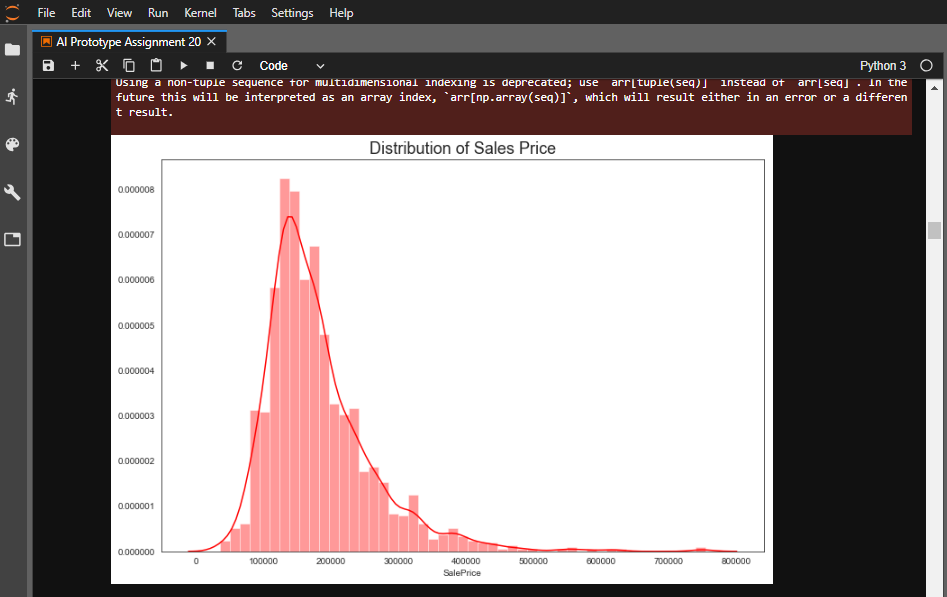 File Edit View Run Kernel Tabs Settings Help
AI Prototype Assignment 20
Code
Python 3
Using a non-tuple sequence for multidimensional indexing is deprecated; use `arr[tuple(seq)]` instead of `arr[seq]`. In the
future this will be interpreted as an array index, `arr[np.array(seq)]`, which will result either in an error or a differen
t result.
Distribution of Sales Price
0.000008
0.000007
0.000006
0.000005
0.000004
0.000003
0.000002
0.000001
0.000000
0 100000 200000 300000 400000 500000 600000 700000 800000
SalePrice